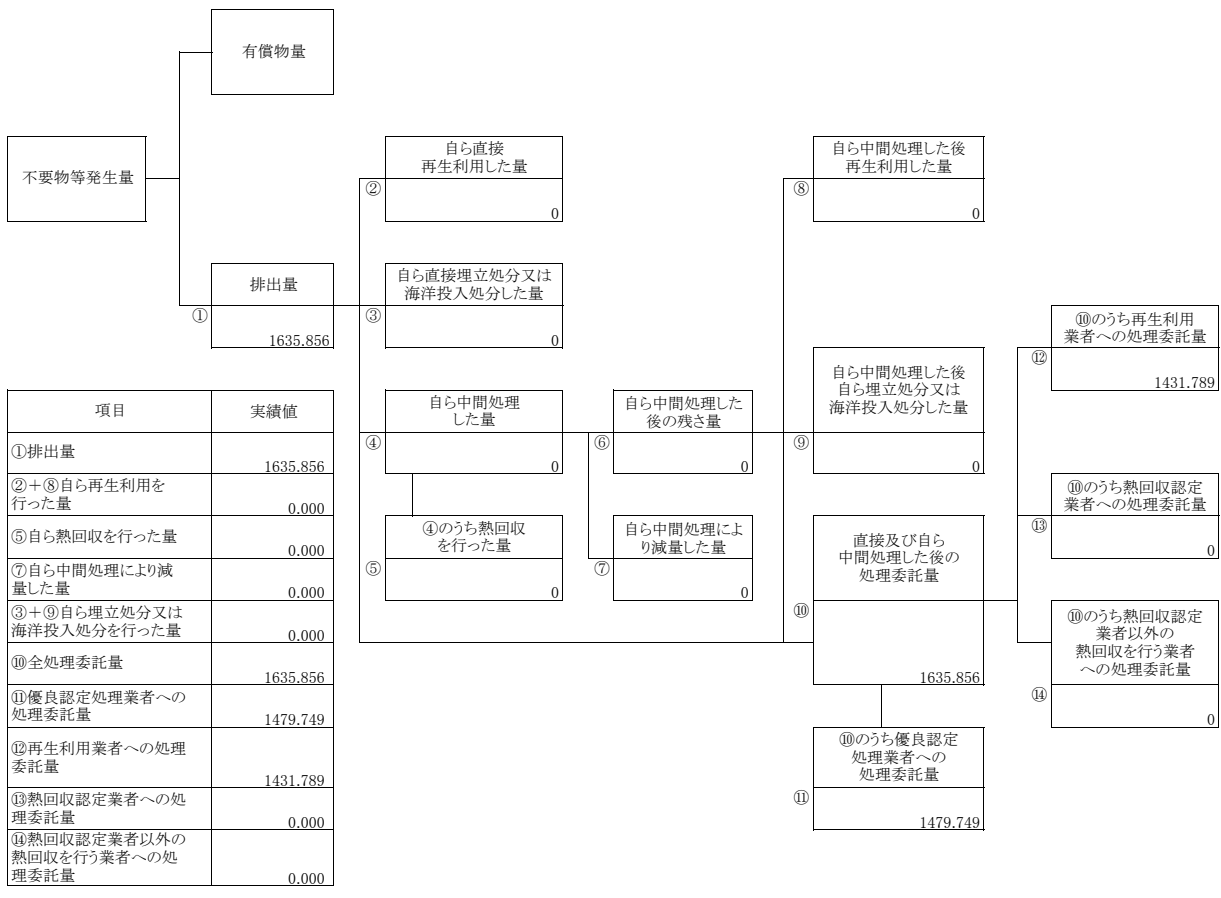 有償物量
不要物等発生量
排出量
①
1635.856
自ら直接
再生利用した量
②
0
自ら直接埋立処分又は
海洋投入処分した量
③
0
自ら中間処理
した量
④
0
④のうち熱回収
を行った量
⑤
0
自ら中間処理した
後の残さ量
⑥
0
自ら中間処理によ
り減量した量
⑦
0
自ら中間処理した後
再生利用した量
⑧
0
自ら中間処理した後
自ら埋立処分又は
海洋投入処分した量
⑨
0
直接及び自ら
中間処理した後の
処理委託量
⑩
1635.856
⑩のうち優良認定
処理業者への
処理委託量
⑪
1479.749
⑩のうち再生利用
業者への処理委託量
⑫
1431.789
⑩のうち熱回収認定
業者への処理委託量
⑬
0
⑩のうち熱回収認定
業者以外の
熱回収を行う業者
への処理委託量
⑭
0
項目 実績値
①排出量
1635.856
②＋⑧自ら再生利用を
行った量
0.000
⑤自ら熱回収を行った量
0.000
⑦自ら中間処理により減
量した量
0.000
③＋⑨自ら埋立処分又は
海洋投入処分を行った量
0.000
⑩全処理委託量
1635.856
⑪優良認定処理業者への
処理委託量
1479.749
⑫再生利用業者への処理
委託量
1431.789
⑬熱回収認定業者への処
理委託量
0.000
⑭熱回収認定業者以外の
熱回収を行う業者への処
理委託量
0.000